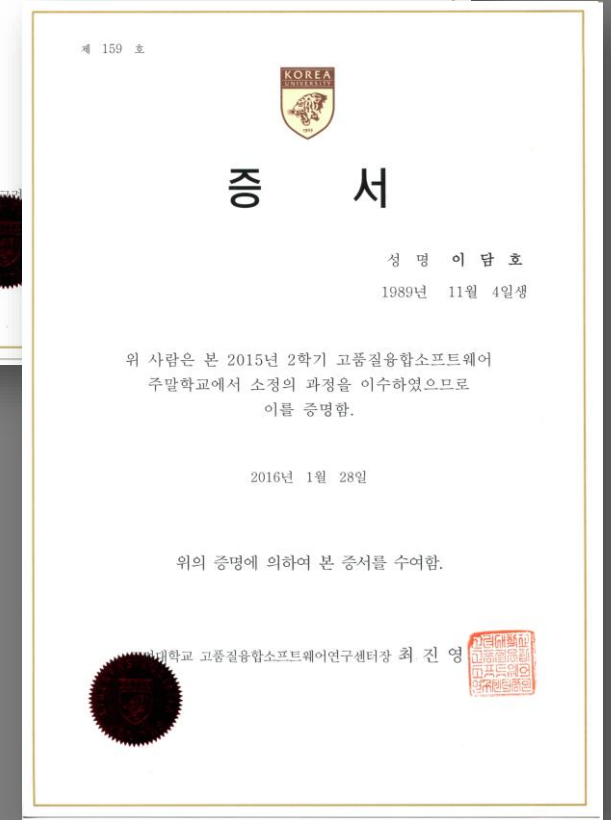 제 159 호
KOREA
UNIVERSITY
1905
증 서
성 명 이 담 호
1989년 11월 4일생
위 사람은 본 2015년 2학기 고품질융합소프트웨어
주말학교에서 소정의 과정을 이수하였으므로
이를 증명함.
2016년 1월 28일
위의 증명에 의하여 본 증서를 수여함.
대학교 고품질융합소프트웨어연구센터장 최 진 영